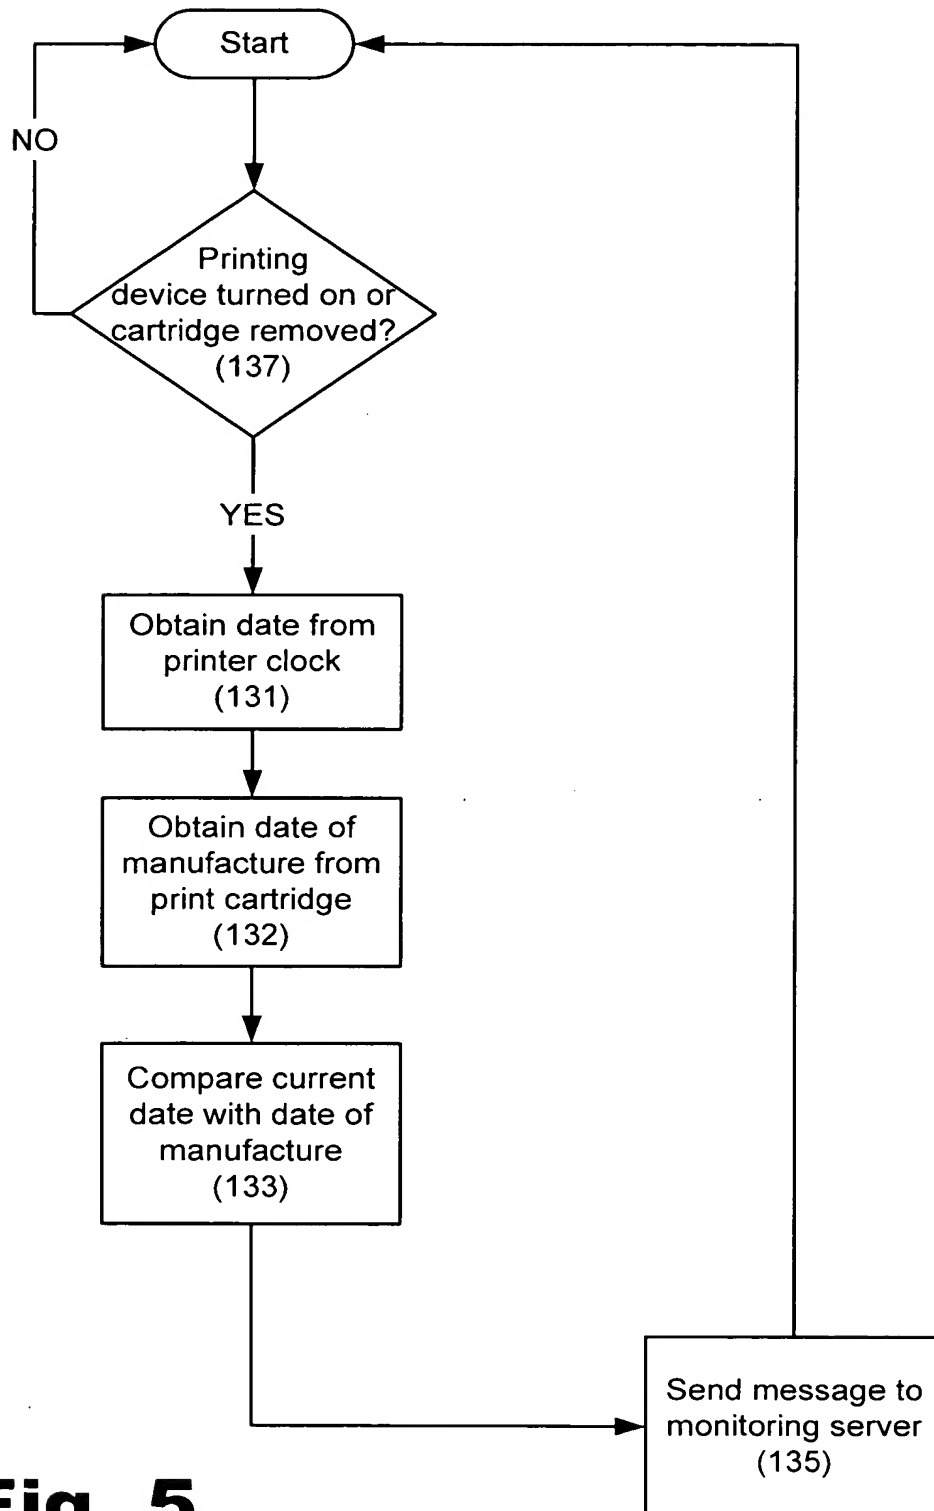 Start
NO
Printing
device turned on or
cartridge removed?
(137)
YES
Obtain date from
printer clock
(131)
Obtain date of
manufacture from
print cartridge
(132)
Compare current
date with date of
manufacture
(133)
Send message to
monitoring server
(135)
Fig. 5